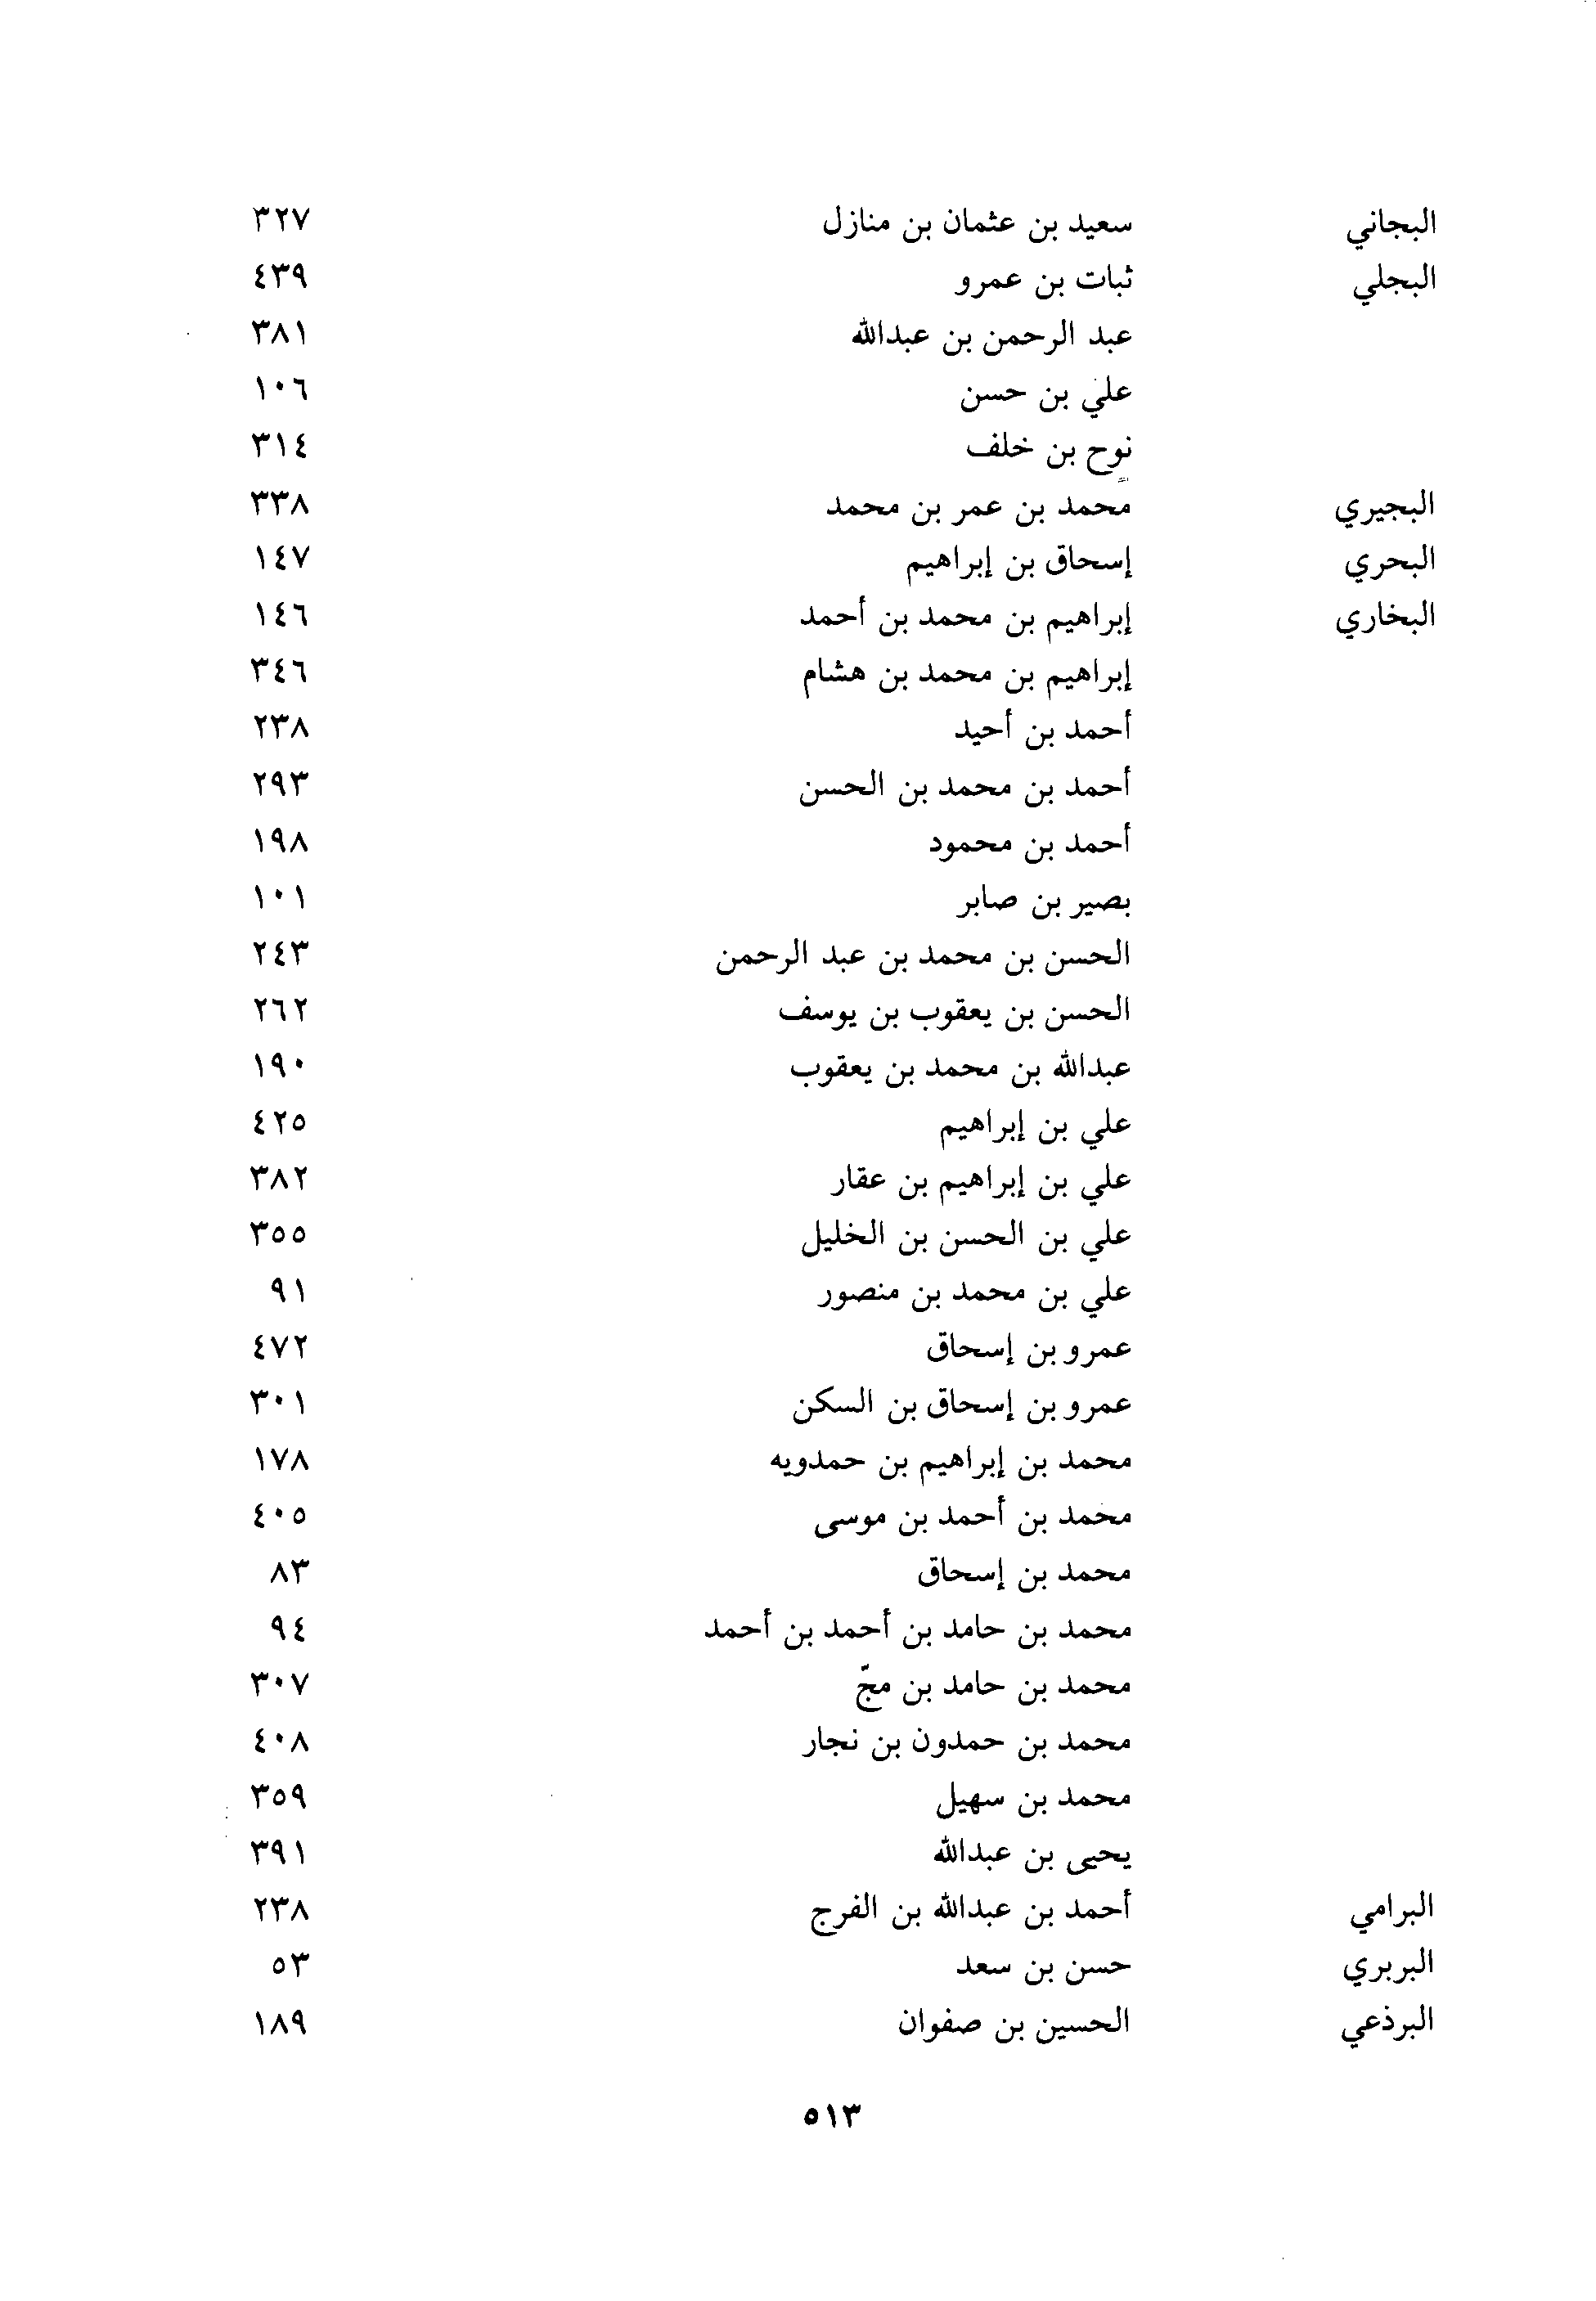 البجاني سعيد بن عثمان بن منازل ٣٢٧
البجلي ثبات بن عمرو ٤٣٩
عبد الرحمن بن عبدالله ٣٨١
علي بن حسن ١٠٦
نوح بن خلف ٣١٤
البجيري محمد بن عمر بن محمد ٣٣٨
البحري إسحاق بن إبراهيم ١٤٧
البخاري إبراهيم بن محمد بن أحمد ١٤٦
إبراهيم بن محمد بن هشام ٣٤٦
أحمد بن أحيد ٢٣٨
أحمد بن محمد بن الحسن ٢٩٣
أحمد بن محمود ١٩٨
بصير بن صابر ١٠١
الحسن بن محمد بن عبد الرحمن ٢٤٣
الحسن بن يعقوب بن يوسف ٢٦٢
عبدالله بن محمد بن يعقوب ١٩٠
علي بن إبراهيم ٤٢٥
علي بن إبراهيم بن عقار ٣٨٢
علي بن الحسن بن الخليل ٣٥٥
علي بن محمد بن منصور ٩١
عمرو بن إسحاق ٤٧٢
عمرو بن إسحاق بن السكن ٣٠١
محمد بن إبراهيم بن حمدويه ١٧٨
محمد بن أحمد بن موسى ٤٠٥
محمد بن إسحاق ٨٣
محمد بن حامد بن أحمد بن أحمد ٩٤
محمد بن حامد بن مجّ ٣٠٧
محمد بن حمدون بن نجار ٤٠٨
محمد بن سهيل ٣٥٩
يحيى بن عبدالله ٣٩١
البرامي أحمد بن عبدالله بن الفرج ٢٣٨
البربري حسن بن سعد ٥٣
البرذعي الحسين بن صفوان ١٨٩
٥١٣